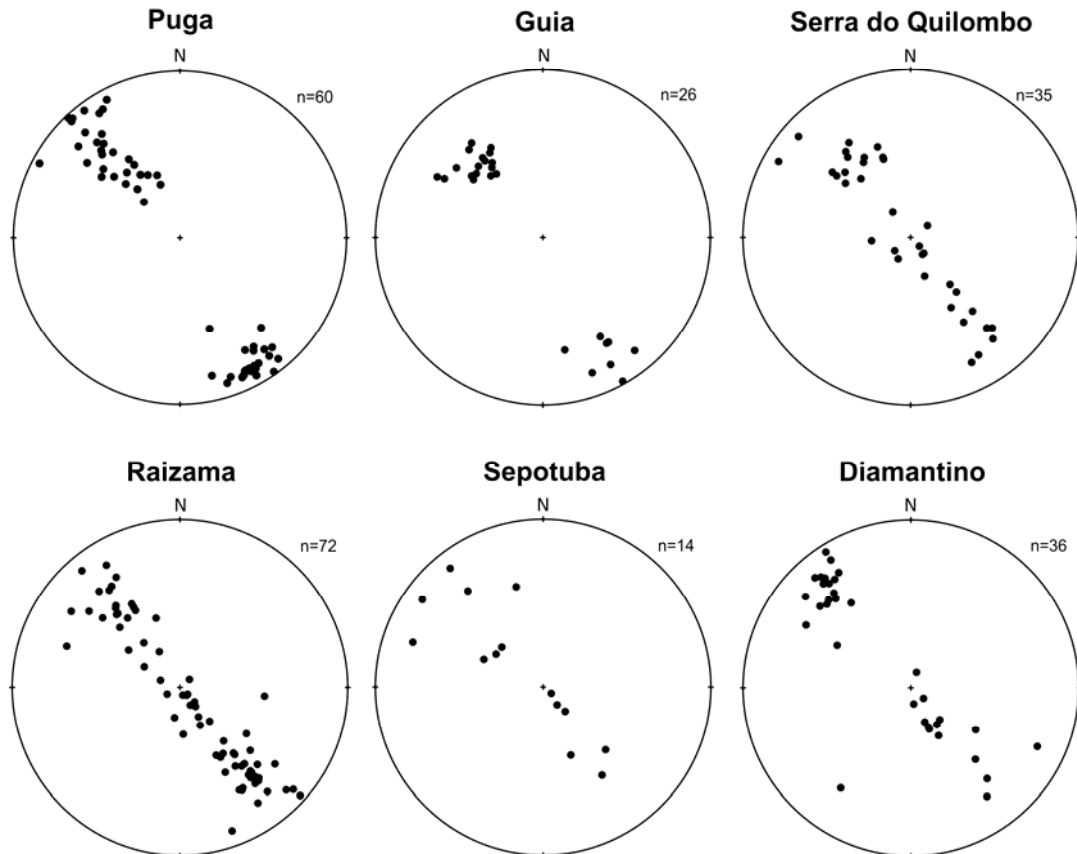 Puga
N
n=60
Guia
N
n=26
Serra do Quilombo
N
n=35
Raizama
N
n=72
Sepotuba
N
n=14
Diamantino
N
n=36